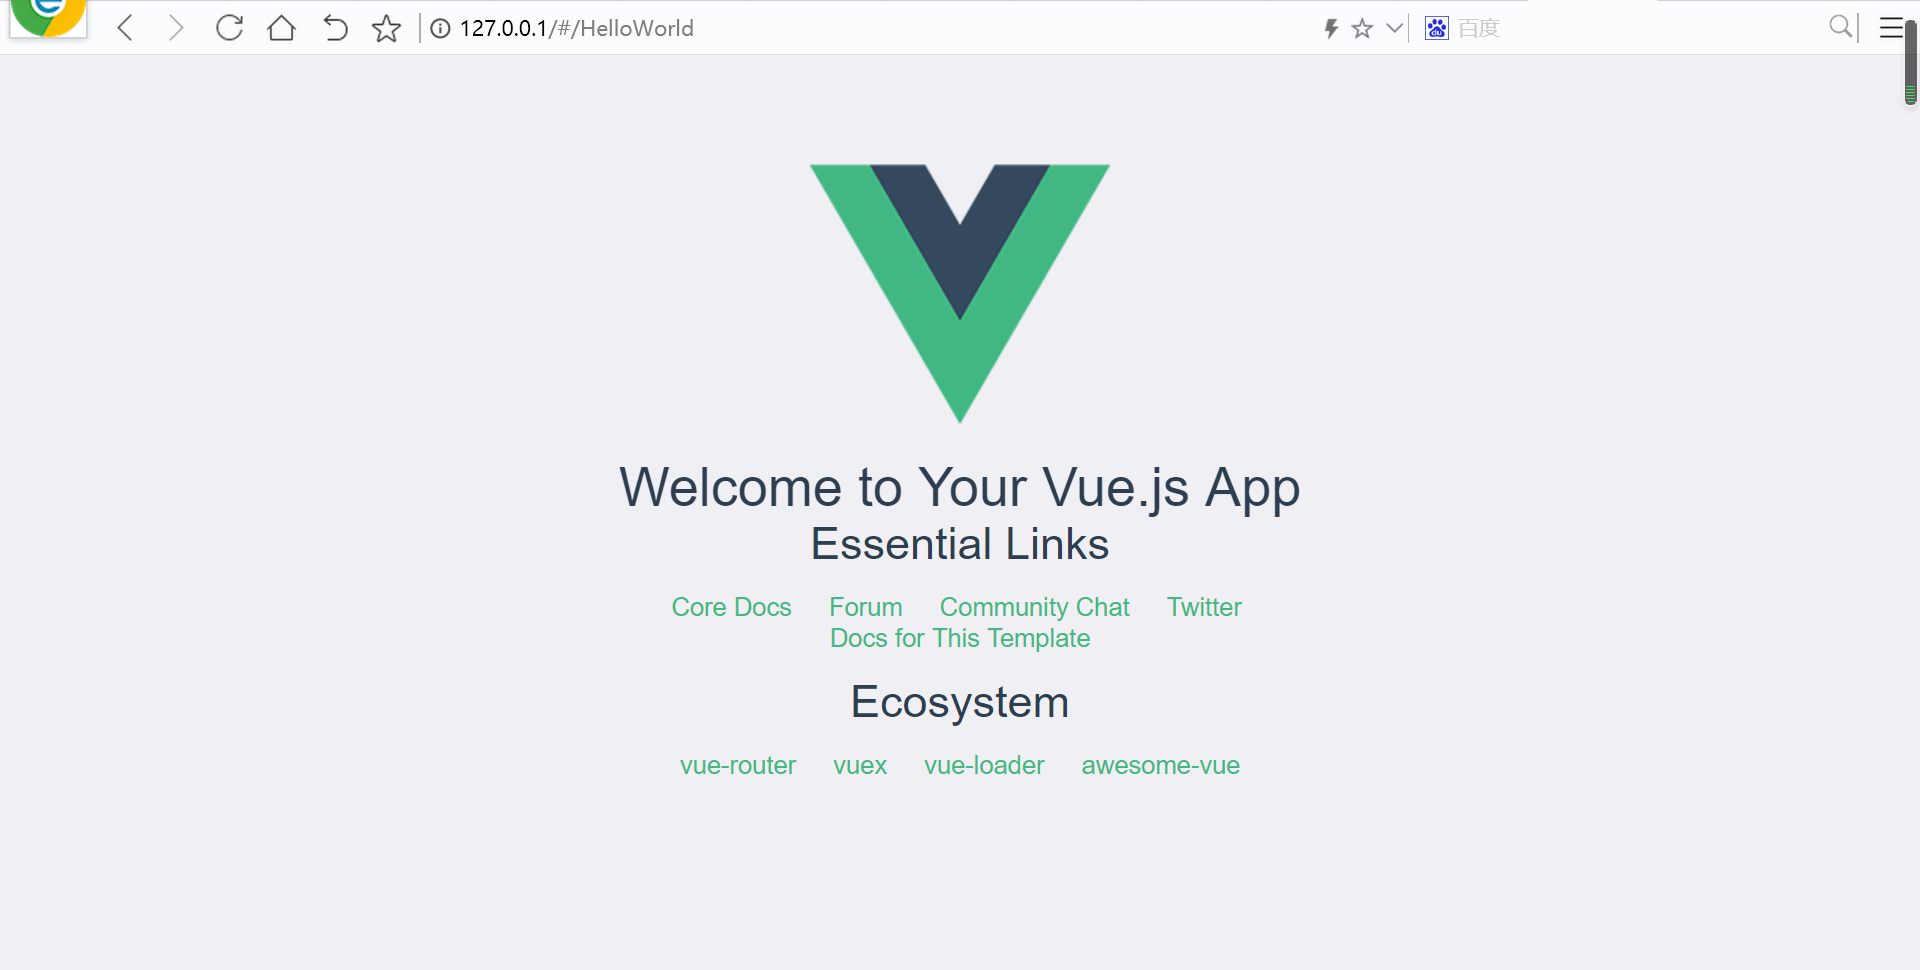 127.0.0.1/#/HelloWorld 百度
Welcome to Your Vue.js App
Essential Links
Core Docs Forum Community Chat Twitter
Docs for This Template
Ecosystem
vue-router vuex vue-loader awesome-vue